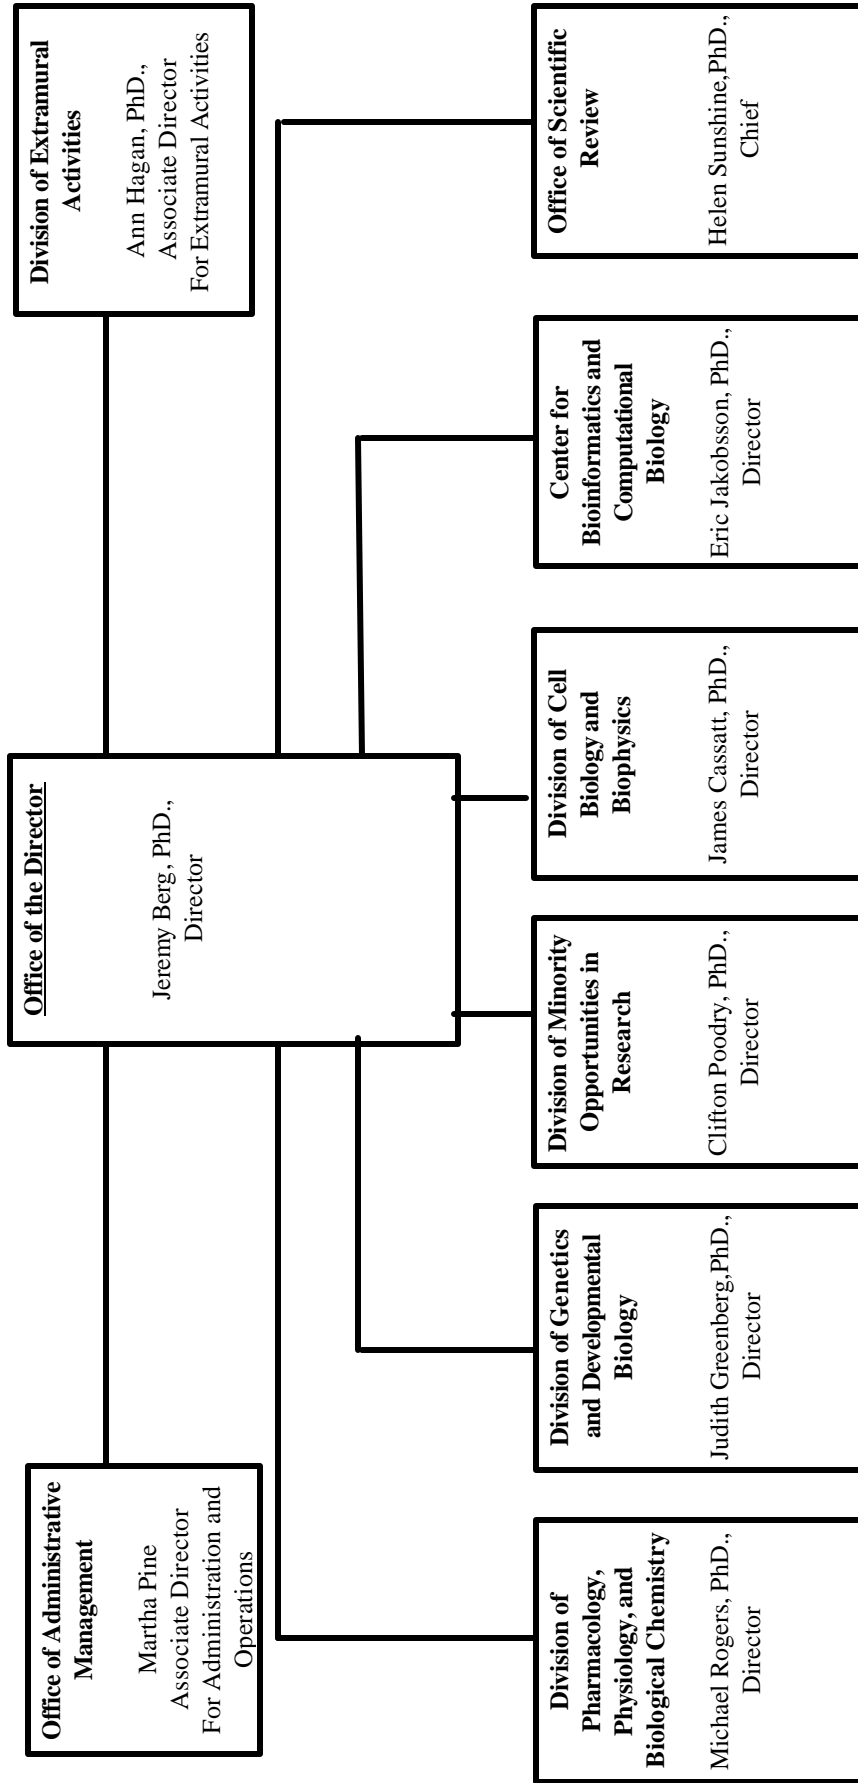 Office of Administrative
Management
Martha Pine
Associate Director
For Administration and
Operations
Office of the Director
Jeremy Berg, PhD.,
Director
Division of Extramural
Activities
Ann Hagan, PhD.,
Associate Director
For Extramural Activities
Division of
Pharmacology,
Physiology, and
Biological Chemistry
Michael Rogers, PhD.,
Director
Division of Genetics
and Developmental
Biology
Judith Greenberg,PhD.,
Director
Division of Minority
Opportunities in
Research
Clifton Poodry, PhD.,
Director
Division of Cell
Biology and
Biophysics
James Cassatt, PhD.,
Director
Center for
Bioinformatics and
Computational
Biology
Eric Jakobsson, PhD.,
Director
Office of Scientific
Review
Helen Sunshine,PhD.,
Chief